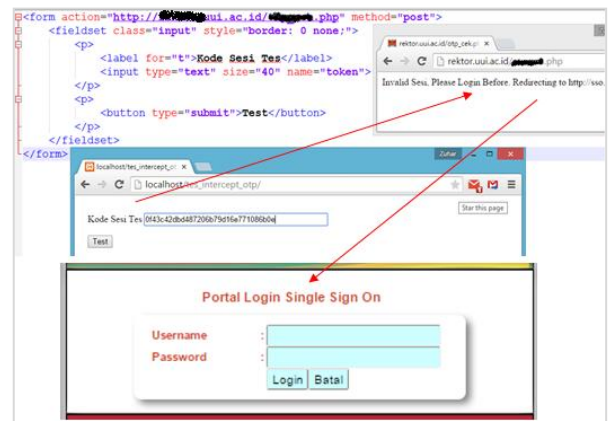 <form action="http:// uui.ac.id/ .php" method="post">
<fieldset class="input" style="border: 0 none;">
<p>
<label for="t">Kode Sesi Tes</label>
<input type="text" size="40" name="token">
</p>
<p>
<button type="submit">Test</button>
</p>
</fieldset>
</form>
rektor.uui.ac.id/otp_cek.p
rektor.uui.ac.id/ .php
Invalid Sesi, Please Login Before. Redirecting to http://sso.
Zuhar
localhost/tes_intercept_ot
localhost/tes_intercept_otp/
Star this page
Kode Sesi Tes 0f43c42dbd487206b79d16e771086b0e
Test
Portal Login Single Sign On
Username :
Password :
Login Batal